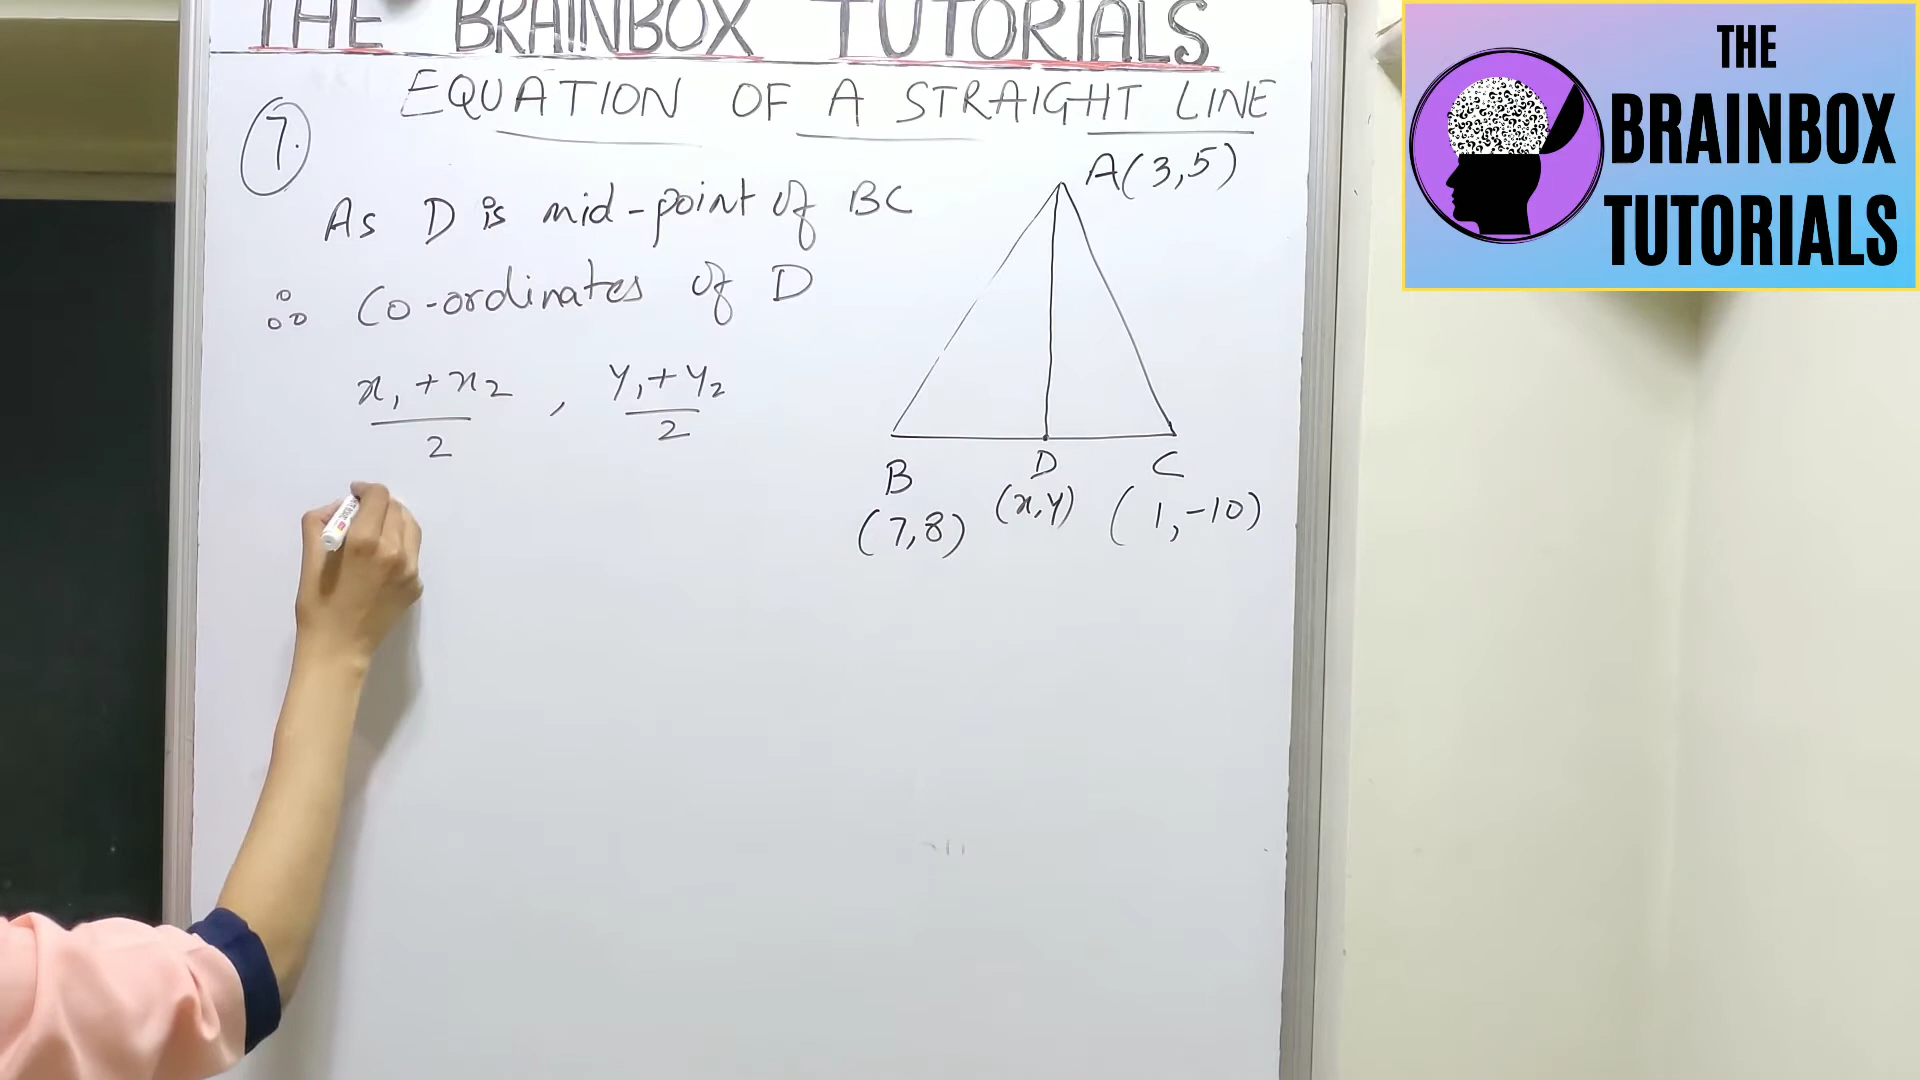 THE BRAINBOX TUTORIALS
EQUATION OF A STRAIGHT LINE
7.
As D is mid-point of BC
∴ Co-ordinates of D
x₁+x₂/2 , y₁+y₂/2
A(3,5)
B D C
(7,8) (x,y) (1,-10)
THE
BRAINBOX
TUTORIALS